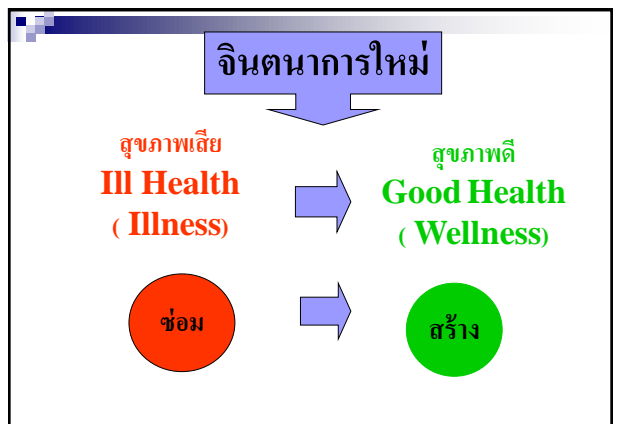 จินตนาการใหม่
สุขภาพเสีย
Ill Health
( Illness)
สุขภาพดี
Good Health
( Wellness)
ซ่อม
สร้าง